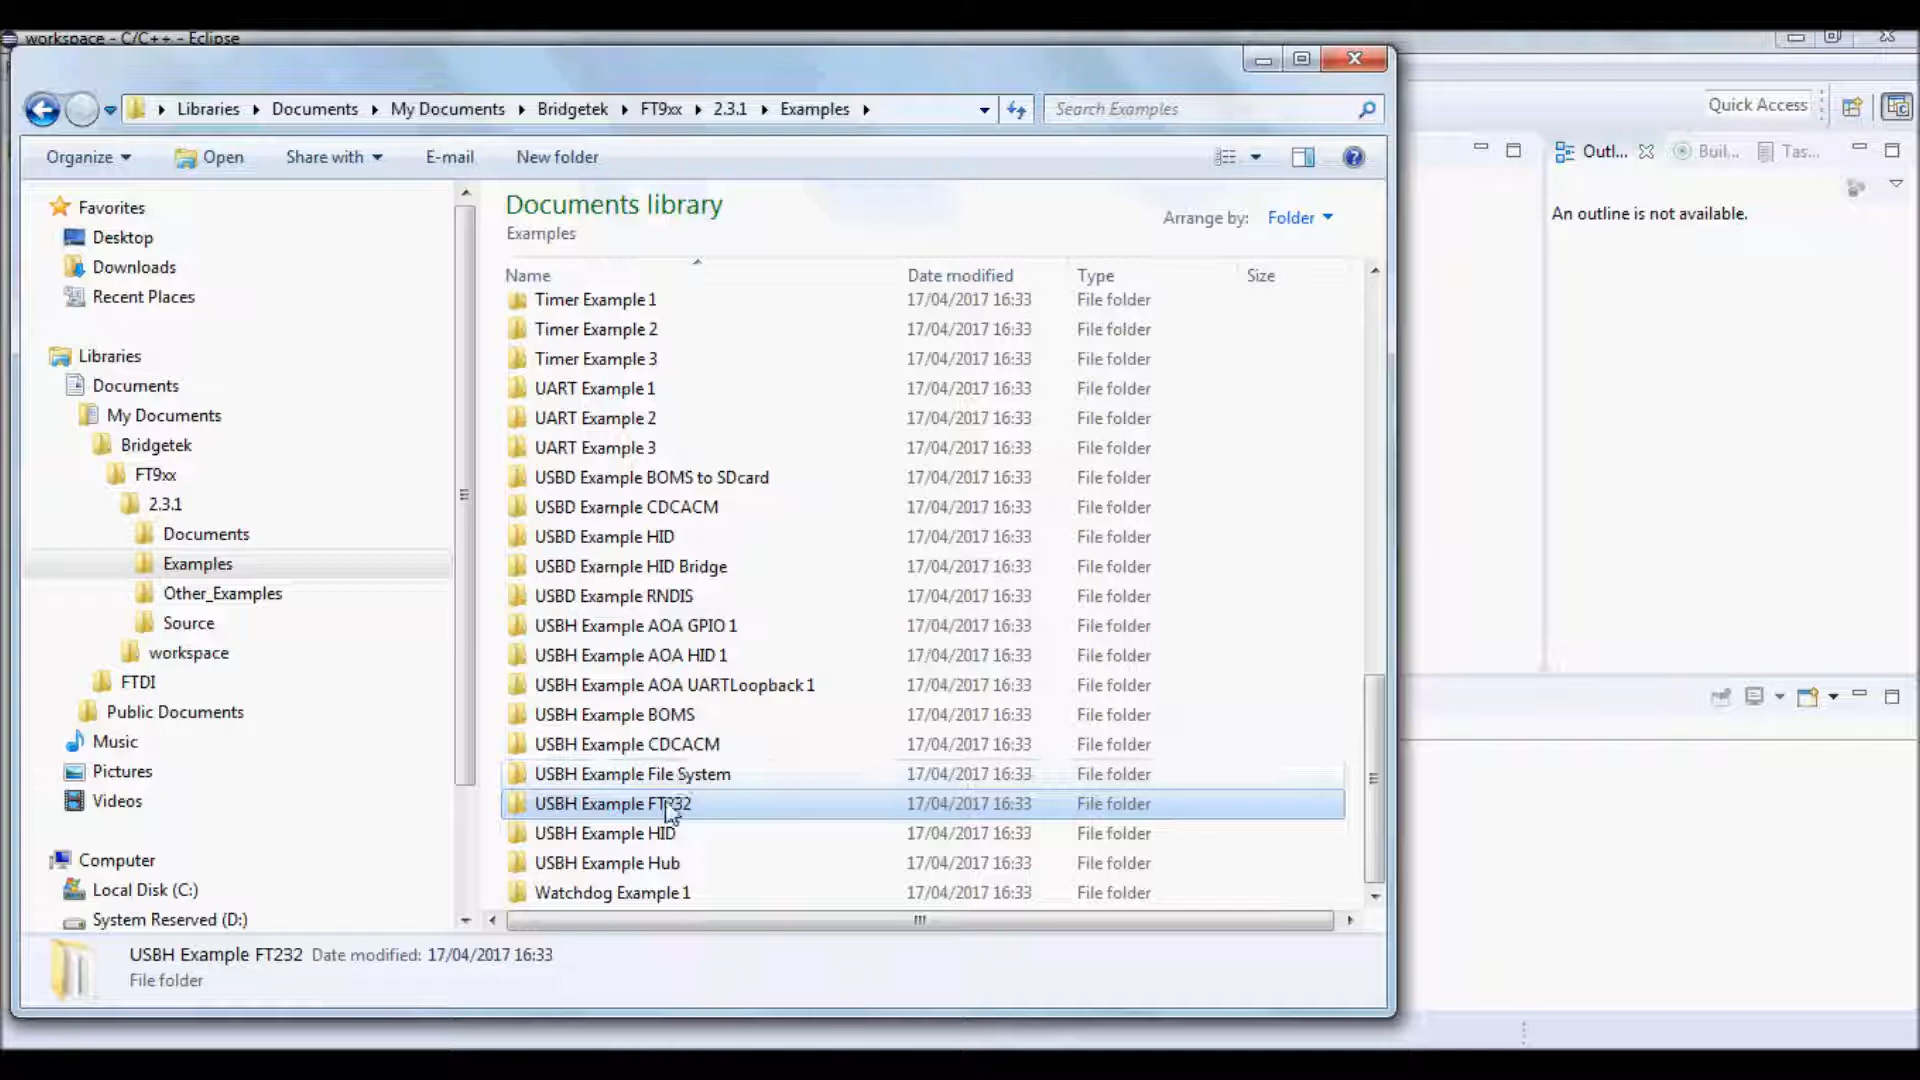 workspace - C/C++ - Eclipse
Libraries Documents My Documents Bridgetek FT9xx 2.3.1 Examples
Search Examples
Quick Access
Organize Open Share with E-mail New folder
Outl... Buil... Tas...
An outline is not available.
Favorites
Desktop
Downloads
Recent Places
Libraries
Documents
My Documents
Bridgetek
FT9xx
2.3.1
Documents
Examples
Other_Examples
Source
workspace
FTDI
Public Documents
Music
Pictures
Videos
Computer
Local Disk (C:)
System Reserved (D:)
Documents library
Examples
Arrange by: Folder
Name Date modified Type Size
Timer Example 1 17/04/2017 16:33 File folder
Timer Example 2 17/04/2017 16:33 File folder
Timer Example 3 17/04/2017 16:33 File folder
UART Example 1 17/04/2017 16:33 File folder
UART Example 2 17/04/2017 16:33 File folder
UART Example 3 17/04/2017 16:33 File folder
USBD Example BOMS to SDcard 17/04/2017 16:33 File folder
USBD Example CDCACM 17/04/2017 16:33 File folder
USBD Example HID 17/04/2017 16:33 File folder
USBD Example HID Bridge 17/04/2017 16:33 File folder
USBD Example RNDIS 17/04/2017 16:33 File folder
USBH Example AOA GPIO 1 17/04/2017 16:33 File folder
USBH Example AOA HID 1 17/04/2017 16:33 File folder
USBH Example AOA UARTLoopback 1 17/04/2017 16:33 File folder
USBH Example BOMS 17/04/2017 16:33 File folder
USBH Example CDCACM 17/04/2017 16:33 File folder
USBH Example File System 17/04/2017 16:33 File folder
USBH Example FT232 17/04/2017 16:33 File folder
USBH Example HID 17/04/2017 16:33 File folder
USBH Example Hub 17/04/2017 16:33 File folder
Watchdog Example 1 17/04/2017 16:33 File folder
USBH Example FT232 Date modified: 17/04/2017 16:33
File folder